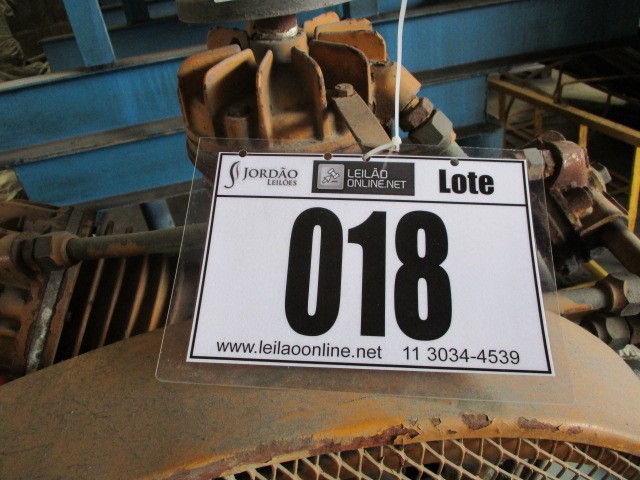 JORDÃO LEILÕES LEILÃO ONLINE.NET Lote
018
www.leilaoonline.net 11 3034-4539